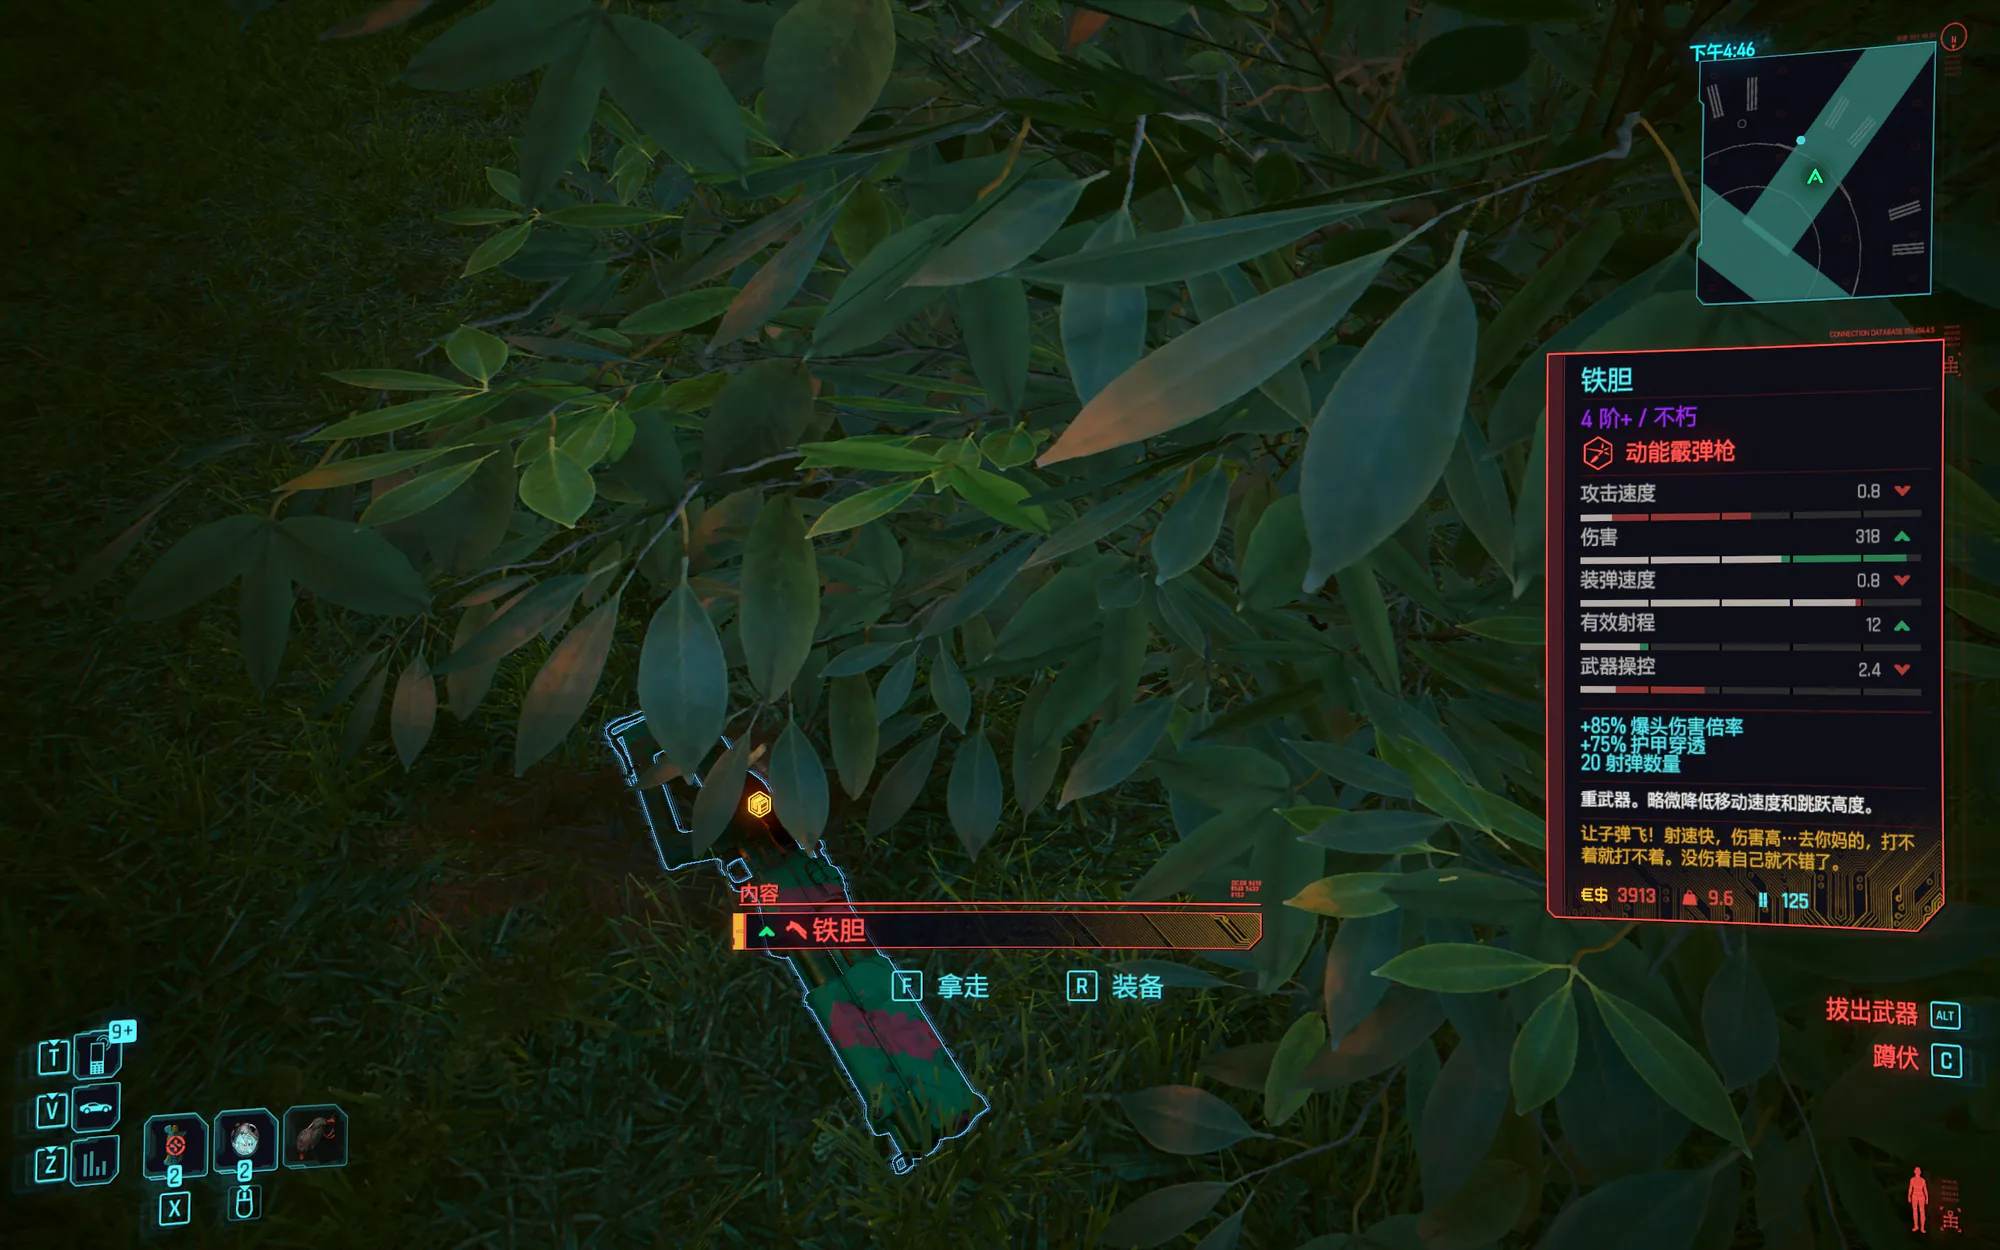 下午4:46
N
CONNECTION DATABASE
铁胆
4 阶+ / 不朽
动能霰弹枪
攻击速度 0.8
伤害 318
装弹速度 0.8
有效射程 12
武器操控 2.4
+85% 爆头伤害倍率
+75% 护甲穿透
20 射弹数量
重武器。略微降低移动速度和跳跃高度。
让子弹飞！射速快，伤害高…去你妈的，打不
着就打不着。没伤着自己就不错了。
€$ 3913 9.6 125
内容
铁胆
F 拿走 R 装备
拔出武器 ALT
蹲伏 C
9+
T
V
Z
2 2
X